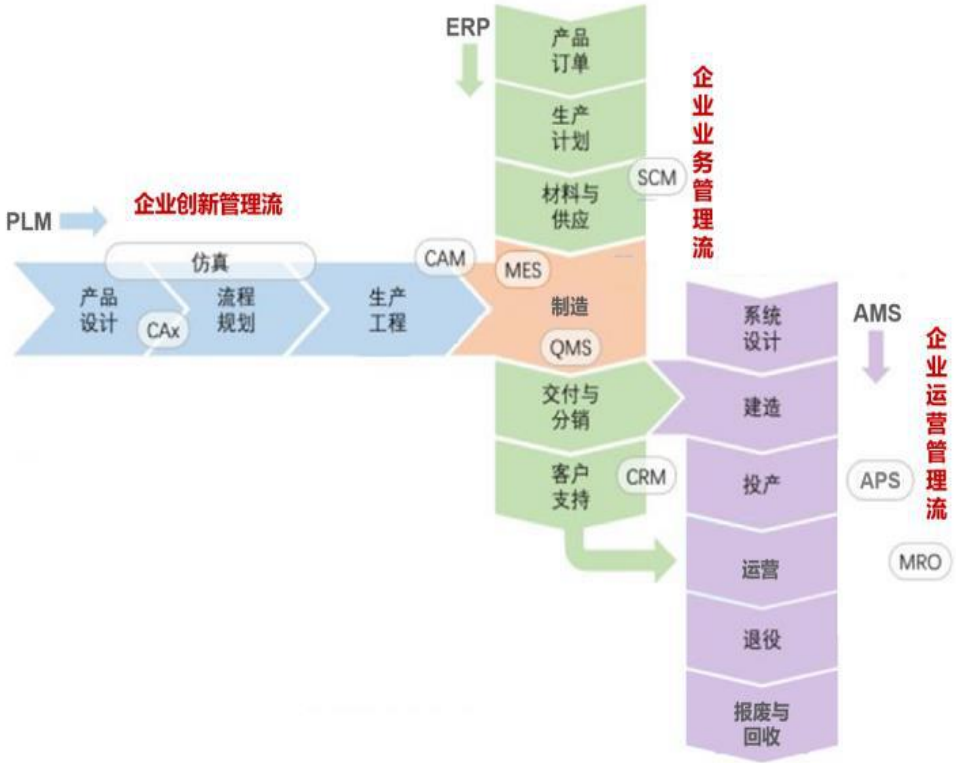 ERP
产品
订单
生产
计划
材料与
供应
SCM
企业业务管理流
PLM
企业创新管理流
仿真
产品
设计
CAx
流程
规划
生产
工程
CAM
MES
制造
QMS
交付与
分销
客户
支持
CRM
系统
设计
AMS
企业运营管理流
建造
投产
APS
运营
MRO
退役
报废与
回收